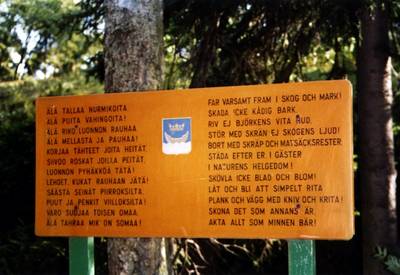 ÄLÄ TALLAA NURMIKOITA
ÄLÄ PUITA VAHINGOITA!
ÄLÄ RIKO LUONNON RAUHAA
ÄLÄ MELLASTA JA PAUHAA!
KORJAA TÄHTEET JOITA HEITÄT,
SIIVOO ROSKAT JOILLA PEITÄT,
LUONNON PYHÄKKÖÄ TÄTÄ!
LEHDET, KUKAT RAUHAAN JÄTÄ!
SÄÄSTÄ SEINÄT PIIRROKSILTA,
PUUT JA PENKIT VIILLOKSILTA!
VARO SUOJAA TOISEN OMAA,
ÄLÄ TAHRAA MIK ON SOMAA!
FAR VARSAMT FRAM I SKOG OCH MARK!
SKADA ICKE KÅDIG BARK,
RIV EJ BJÖRKENS VITA HUD,
STÖR MED SKRÄN EJ SKOGENS LJUD!
BORT MED SKRÄP OCH MATSÄCKSRESTER,
STÄDA EFTER ER I GÄSTER
I NATURENS HELGEDOM!
SKÖVLA ICKE BLAD OCH BLOM!
LÅT OCH BLI ATT SIMPELT RITA
PLANK OCH VÄGG MED KNIV OCH KRITA!
SKONA DET SOM ANNANS ÄR,
AKTA ALLT SOM MINNEN BÄR!